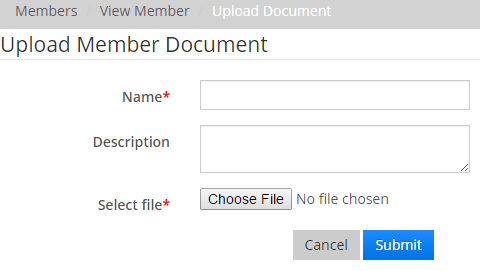 Members / View Member / Upload Document
Upload Member Document
Name*
Description
Select file* Choose File No file chosen
Cancel Submit